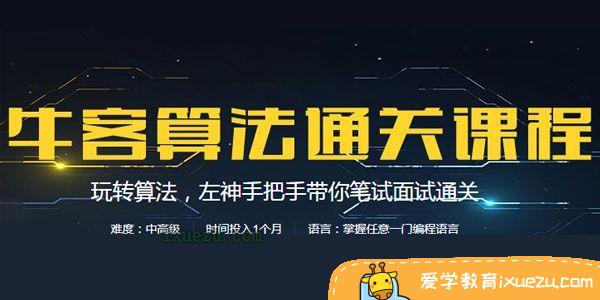 牛客算法通关课程
玩转算法，左神手把手带你笔试面试通关
难度：中高级 时间投入1个月 语言：掌握任意一门编程语言
ixuezu.com
爱学教育ixuezu.com